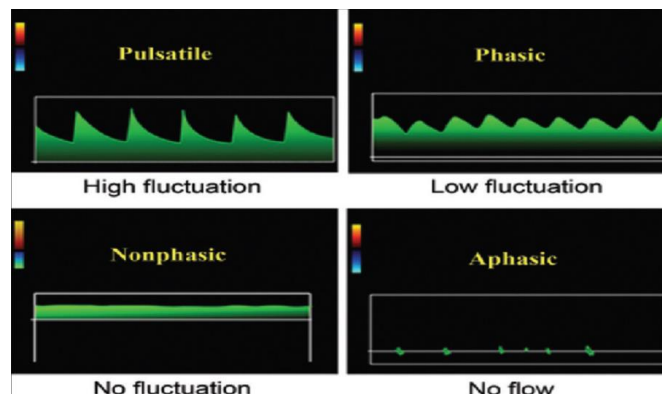 Pulsatile
High fluctuation
Phasic
Low fluctuation
Nonphasic
No fluctuation
Aphasic
No flow